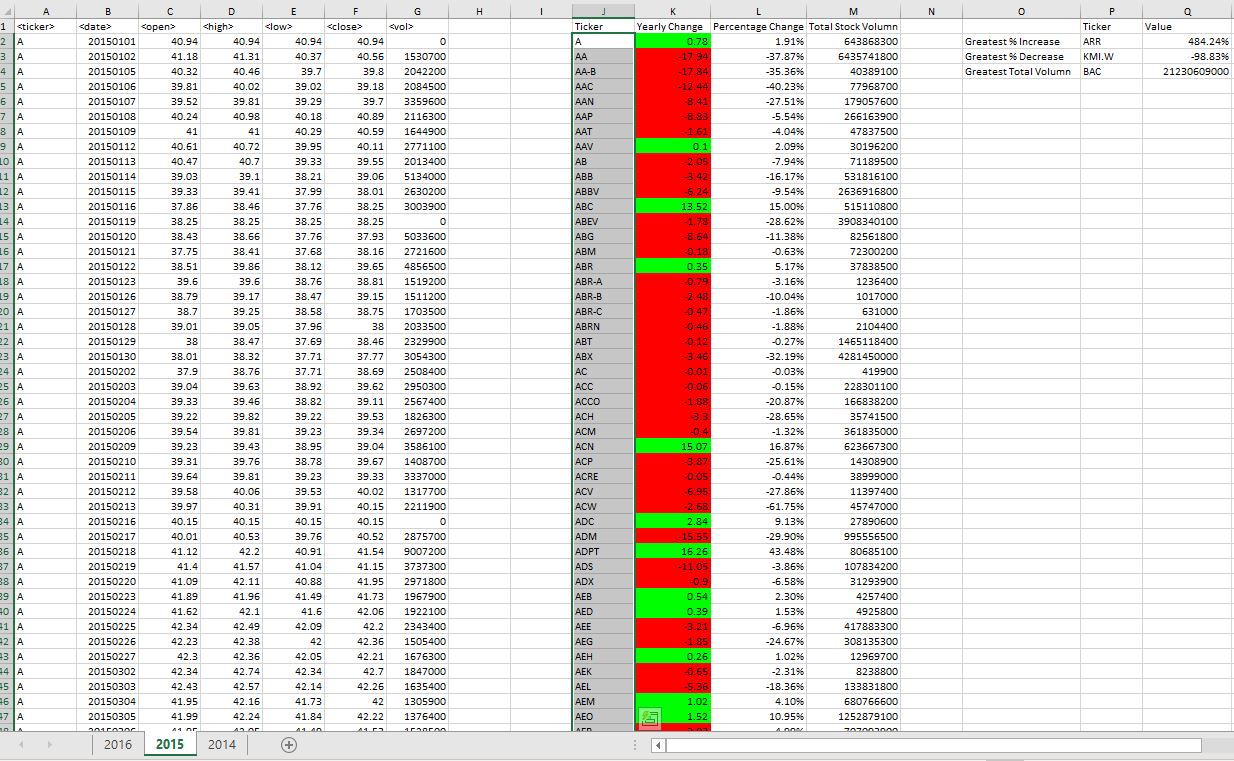 A B C D E F G H I J K L M N O P Q
1 <ticker> <date> <open> <high> <low> <close> <vol> Ticker Yearly Change Percentage Change Total Stock Volumn Ticker Value
2 A 20150101 40.94 40.94 40.94 40.94 0 A 0.78 1.91% 643868300 Greatest % Increase ARR 484.24%
3 A 20150102 41.18 41.31 40.37 40.56 1530700 AA -17.94 -37.87% 6435741800 Greatest % Decrease KMI.W -98.83%
4 A 20150105 40.32 40.46 39.7 39.8 2042200 AA-B -17.84 -35.36% 40389100 Greatest Total Volumn BAC 21230609000
5 A 20150106 39.81 40.02 39.02 39.18 2084500 AAC -12.44 -40.23% 77968700
6 A 20150107 39.52 39.81 39.29 39.7 3359600 AAN -8.41 -27.51% 179057600
7 A 20150108 40.24 40.98 40.18 40.89 2116300 AAP -8.83 -5.54% 266163900
8 A 20150109 41 41 40.29 40.59 1644900 AAT -1.61 -4.04% 47837500
9 A 20150112 40.61 40.72 39.95 40.11 2771100 AAV 0.1 2.09% 30196200
10 A 20150113 40.47 40.7 39.33 39.55 2013400 AB -2.05 -7.94% 71189500
11 A 20150114 39.03 39.1 38.21 39.06 5134000 ABB -3.42 -16.17% 531816100
12 A 20150115 39.33 39.41 37.99 38.01 2630200 ABBV -6.24 -9.54% 2636916800
13 A 20150116 37.86 38.46 37.76 38.25 3003900 ABC 13.52 15.00% 515110800
14 A 20150119 38.25 38.25 38.25 38.25 0 ABEV -1.78 -28.62% 3908340100
15 A 20150120 38.43 38.66 37.76 37.93 5033600 ABG -8.64 -11.38% 82561800
16 A 20150121 37.75 38.41 37.68 38.16 2721600 ABM -0.18 -0.63% 72300200
17 A 20150122 38.51 39.86 38.12 39.65 4856500 ABR 0.35 5.17% 37838500
18 A 20150123 39.6 39.6 38.76 38.81 1519200 ABR-A -0.79 -3.16% 1236400
19 A 20150126 38.79 39.17 38.47 39.15 1511200 ABR-B -2.48 -10.04% 1017000
20 A 20150127 38.7 39.25 38.58 38.75 1703500 ABR-C -0.47 -1.86% 631000
21 A 20150128 39.01 39.05 37.96 38 2033500 ABRN -0.46 -1.88% 2104400
22 A 20150129 38 38.47 37.69 38.46 2329900 ABT -0.12 -0.27% 1465118400
23 A 20150130 38.01 38.32 37.71 37.77 3054300 ABX -3.46 -32.19% 4281450000
24 A 20150202 37.9 38.76 37.71 38.69 2508400 AC -0.01 -0.03% 419900
25 A 20150203 39.04 39.63 38.92 39.62 2950300 ACC -0.06 -0.15% 228301100
26 A 20150204 39.33 39.46 38.82 39.11 2567400 ACCO -1.88 -20.87% 166838200
27 A 20150205 39.22 39.82 39.22 39.53 1826300 ACH -3.3 -28.65% 35741500
28 A 20150206 39.54 39.81 39.23 39.34 2697200 ACM -0.4 -1.32% 361835000
29 A 20150209 39.23 39.43 38.95 39.04 3586100 ACN 15.07 16.87% 623667300
30 A 20150210 39.31 39.76 38.78 39.67 1408700 ACP -3.87 -25.61% 14308900
31 A 20150211 39.64 39.81 39.23 39.33 3337000 ACRE -0.05 -0.44% 38999000
32 A 20150212 39.58 40.06 39.53 40.02 1317700 ACV -6.95 -27.86% 11397400
33 A 20150213 39.97 40.31 39.91 40.15 2211900 ACW -2.68 -61.75% 45747000
34 A 20150216 40.15 40.15 40.15 40.15 0 ADC 2.84 9.13% 27890600
35 A 20150217 40.01 40.53 39.76 40.52 2875700 ADM -15.55 -29.90% 995556500
36 A 20150218 41.12 42.2 40.91 41.54 9007200 ADPT 16.26 43.48% 80685100
37 A 20150219 41.4 41.57 41.04 41.15 3737300 ADS -11.05 -3.86% 107834200
38 A 20150220 41.09 42.11 40.88 41.95 2971800 ADX -0.9 -6.58% 31293900
39 A 20150223 41.89 41.96 41.49 41.73 1967900 AEB 0.54 2.30% 4257400
40 A 20150224 41.62 42.1 41.6 42.06 1922100 AED 0.39 1.53% 4925800
41 A 20150225 42.34 42.49 42.09 42.2 2343400 AEE -3.21 -6.96% 417883300
42 A 20150226 42.23 42.38 42 42.36 1505400 AEG -1.85 -24.67% 308135300
43 A 20150227 42.3 42.36 42.05 42.21 1676300 AEH 0.26 1.02% 12969700
44 A 20150302 42.34 42.74 42.34 42.7 1847000 AEK -0.65 -2.31% 8238800
45 A 20150303 42.43 42.57 42.14 42.26 1635400 AEL -5.36 -18.36% 133831800
46 A 20150304 41.95 42.16 41.73 42 1305900 AEM 1.02 4.10% 680766600
47 A 20150305 41.99 42.24 41.84 42.22 1376400 AEO 1.52 10.95% 1252879100
2016 2015 2014